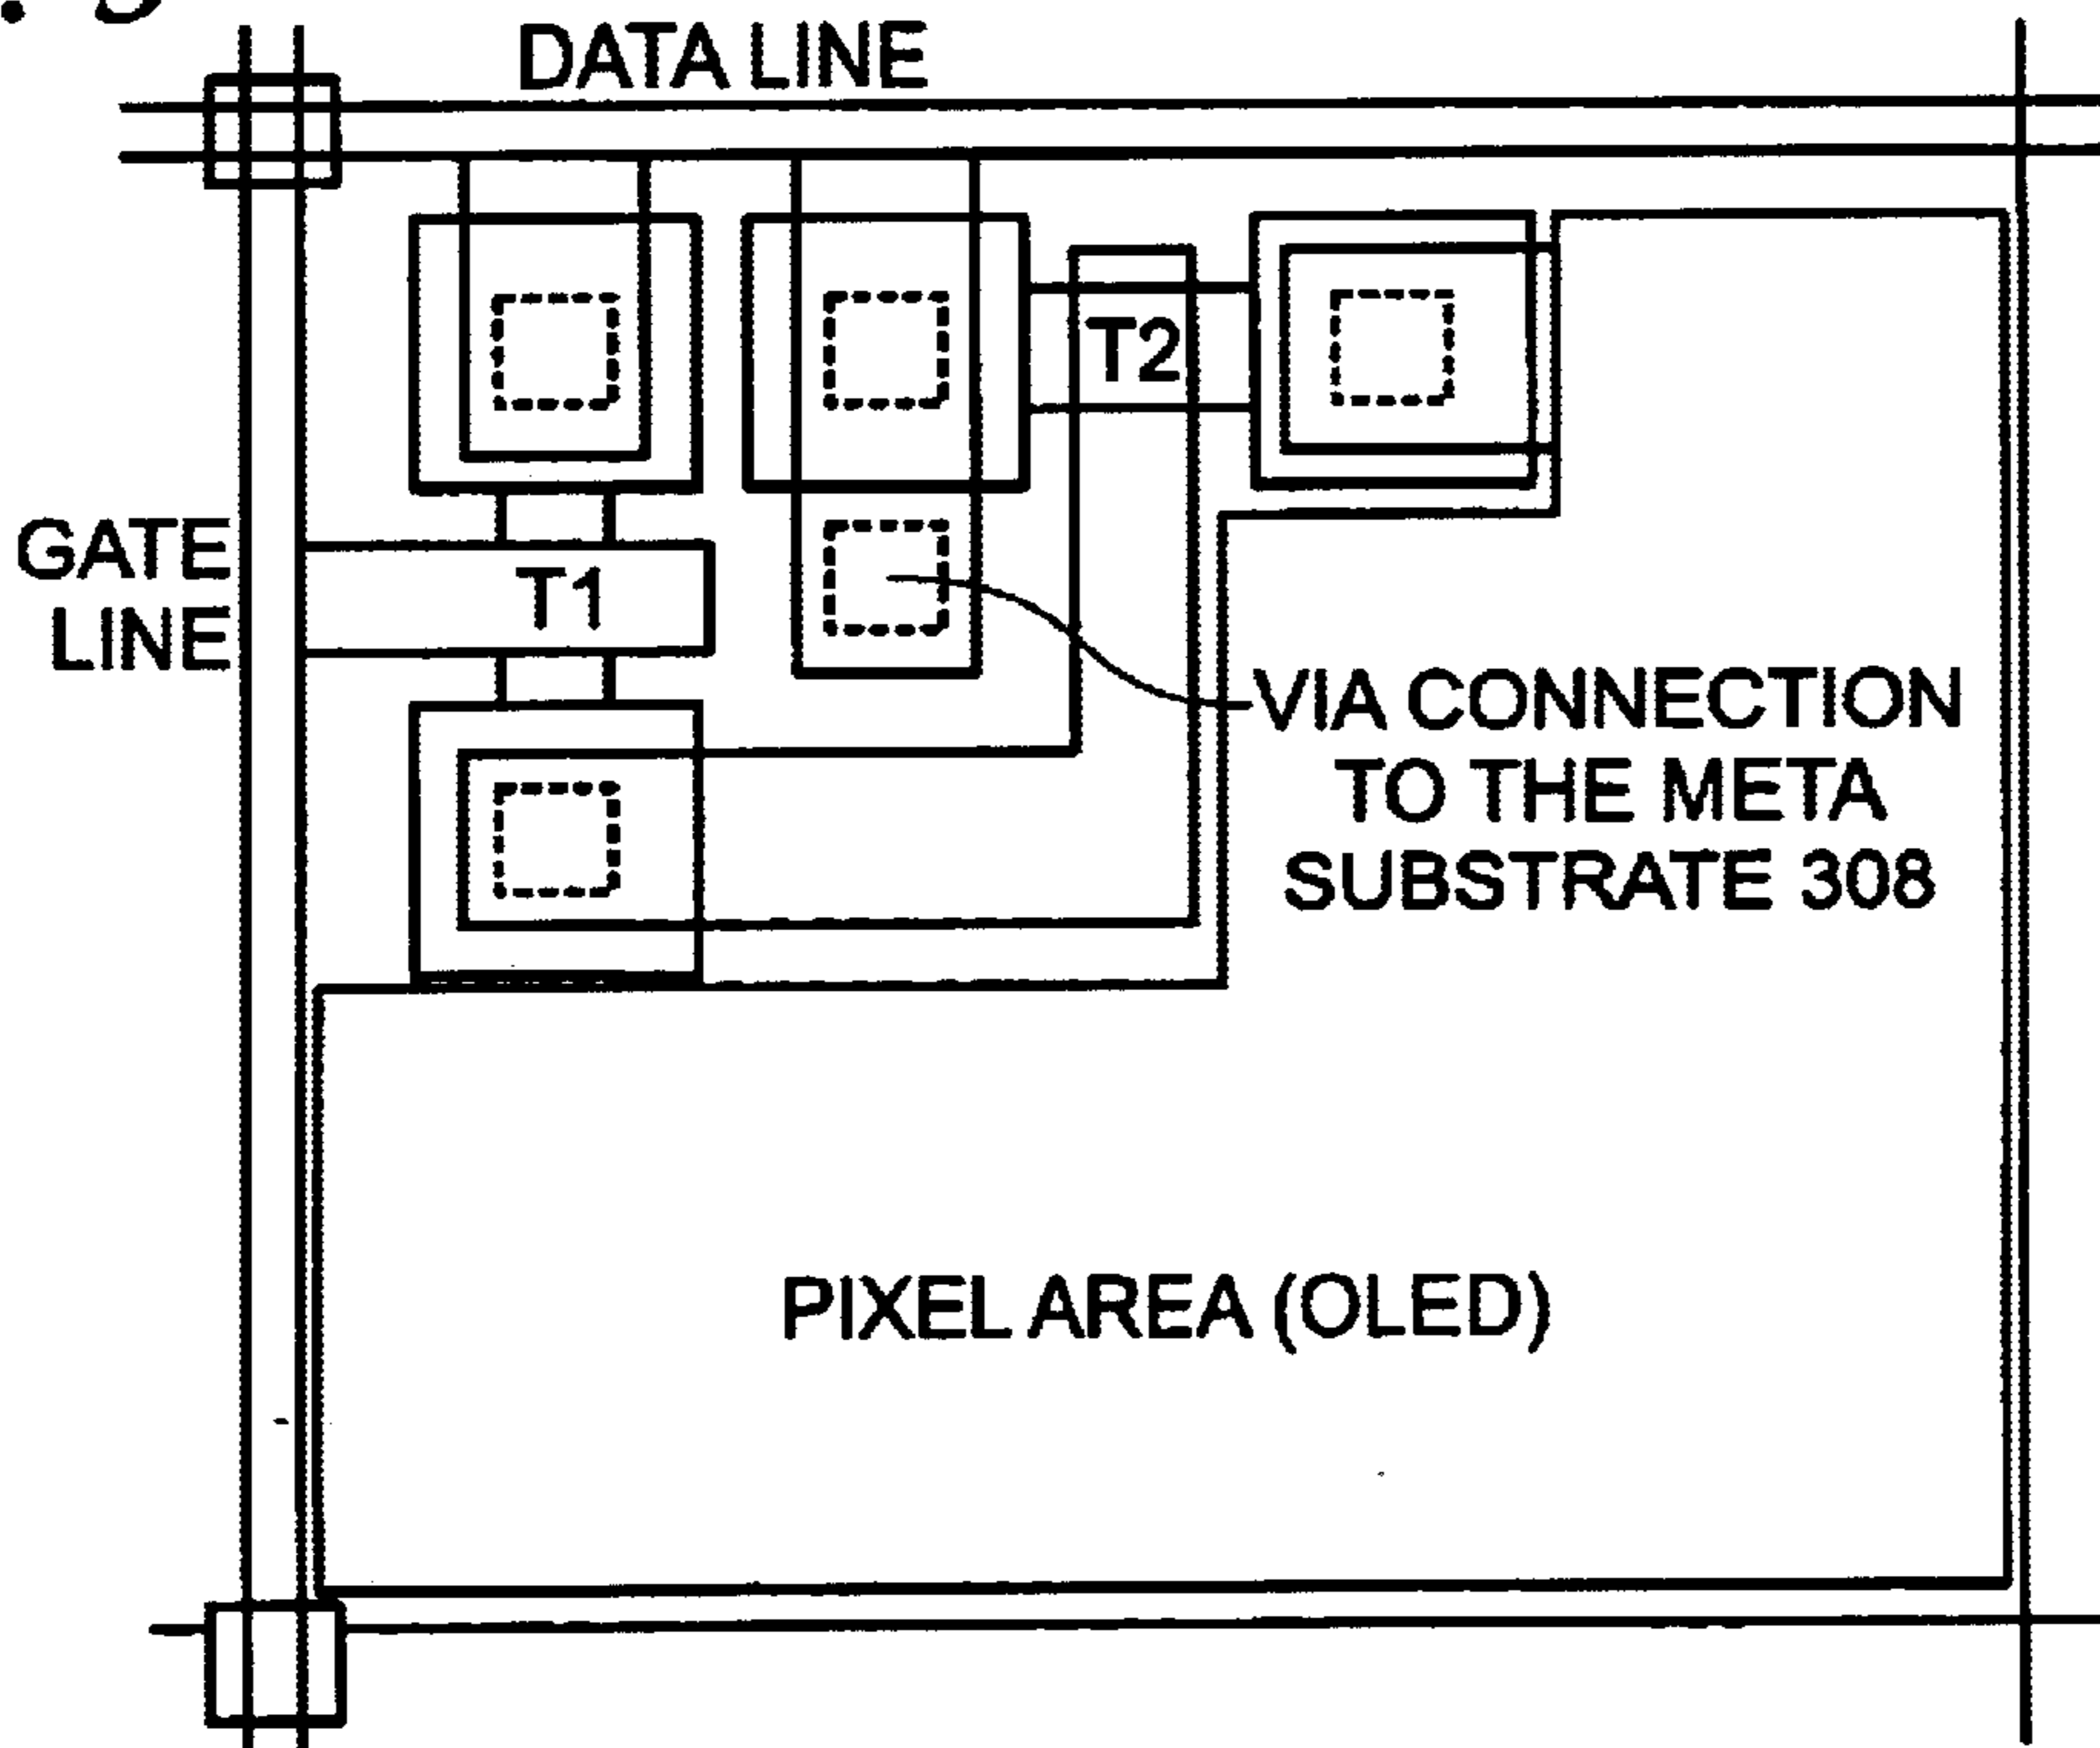 DATA LINE
T2
GATE
LINE
T1
VIA CONNECTION
TO THE META
SUBSTRATE 308
PIXEL AREA (OLED)